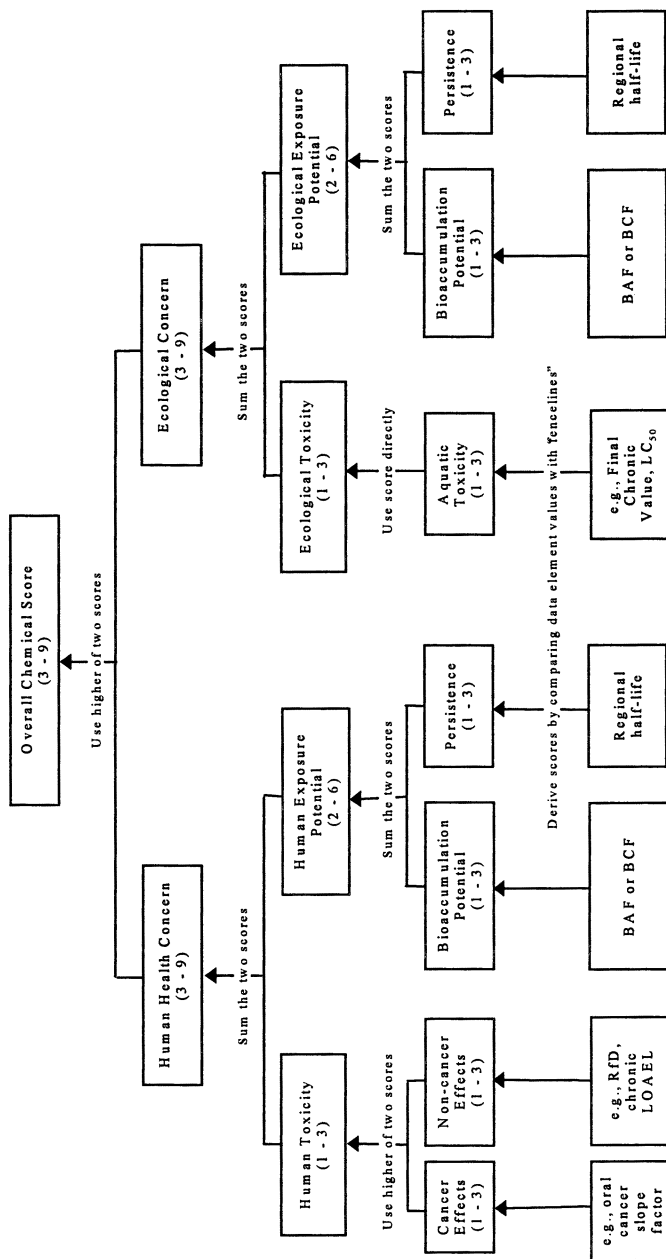 Overall Chemical Score
(3 - 9)
Use higher of two scores
Human Health Concern
(3 - 9)
Ecological Concern
(3 - 9)
Sum the two scores
Sum the two scores
Human Toxicity
(1 - 3)
Human Exposure
Potential
(2 - 6)
Ecological Toxicity
(1 - 3)
Ecological Exposure
Potential
(2 - 6)
Use higher of two scores
Sum the two scores
Use score directly
Sum the two scores
Cancer
Effects
(1 - 3)
Non-cancer
Effects
(1 - 3)
Bioaccumulation
Potential
(1 - 3)
Persistence
(1 - 3)
Aquatic
Toxicity
(1 - 3)
Bioaccumulation
Potential
(1 - 3)
Persistence
(1 - 3)
Derive scores by comparing data element values with "fencelines"
e.g., oral
cancer
slope
factor
e.g., RfD,
chronic
LOAEL
BAF or BCF
Regional
half-life
e.g., Final
Chronic
Value, LC50
BAF or BCF
Regional
half-life